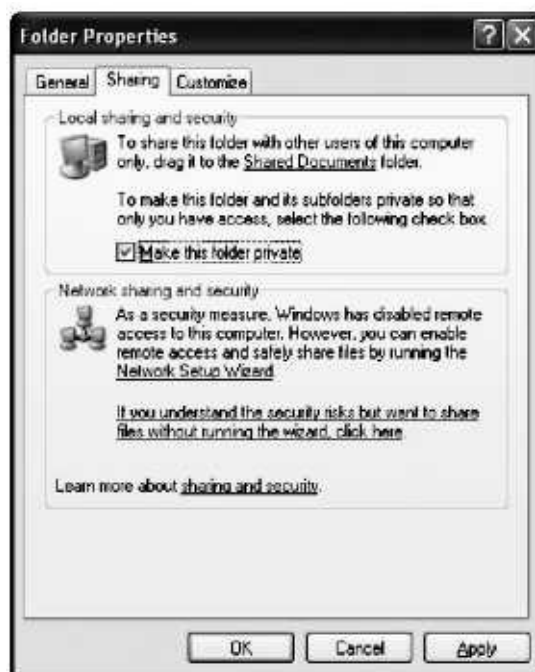 Folder Properties
General Sharing Customize
Local sharing and security
To share this folder with other users of this computer
only, drag it to the Shared Documents folder.
To make this folder and its subfolders private so that
only you have access, select the following check box.
Make this folder private
Network sharing and security
As a security measure, Windows has disabled remote
access to this computer. However, you can enable
remote access and safely share files by running the
Network Setup Wizard.
If you understand the security risks but want to share
files without running the wizard, click here.
Learn more about sharing and security.
OK Cancel Apply